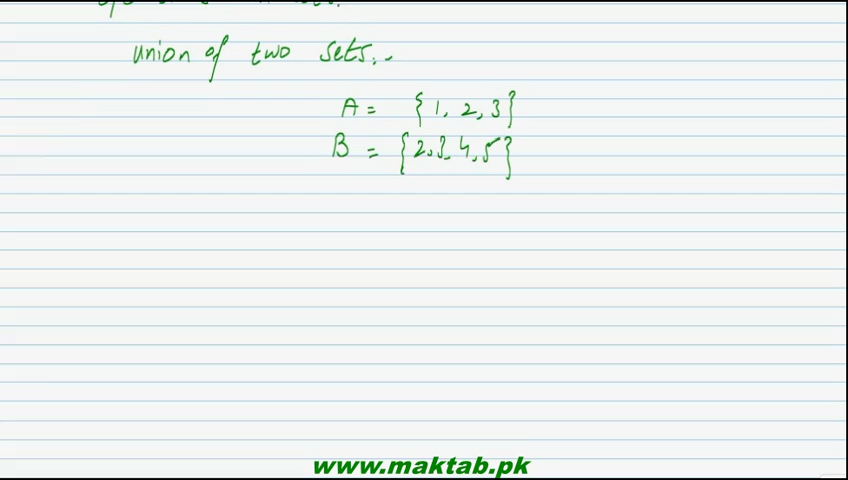 union of two sets:-
A = {1, 2, 3}
B = {2, 3, 4, 5}
www.maktab.pk